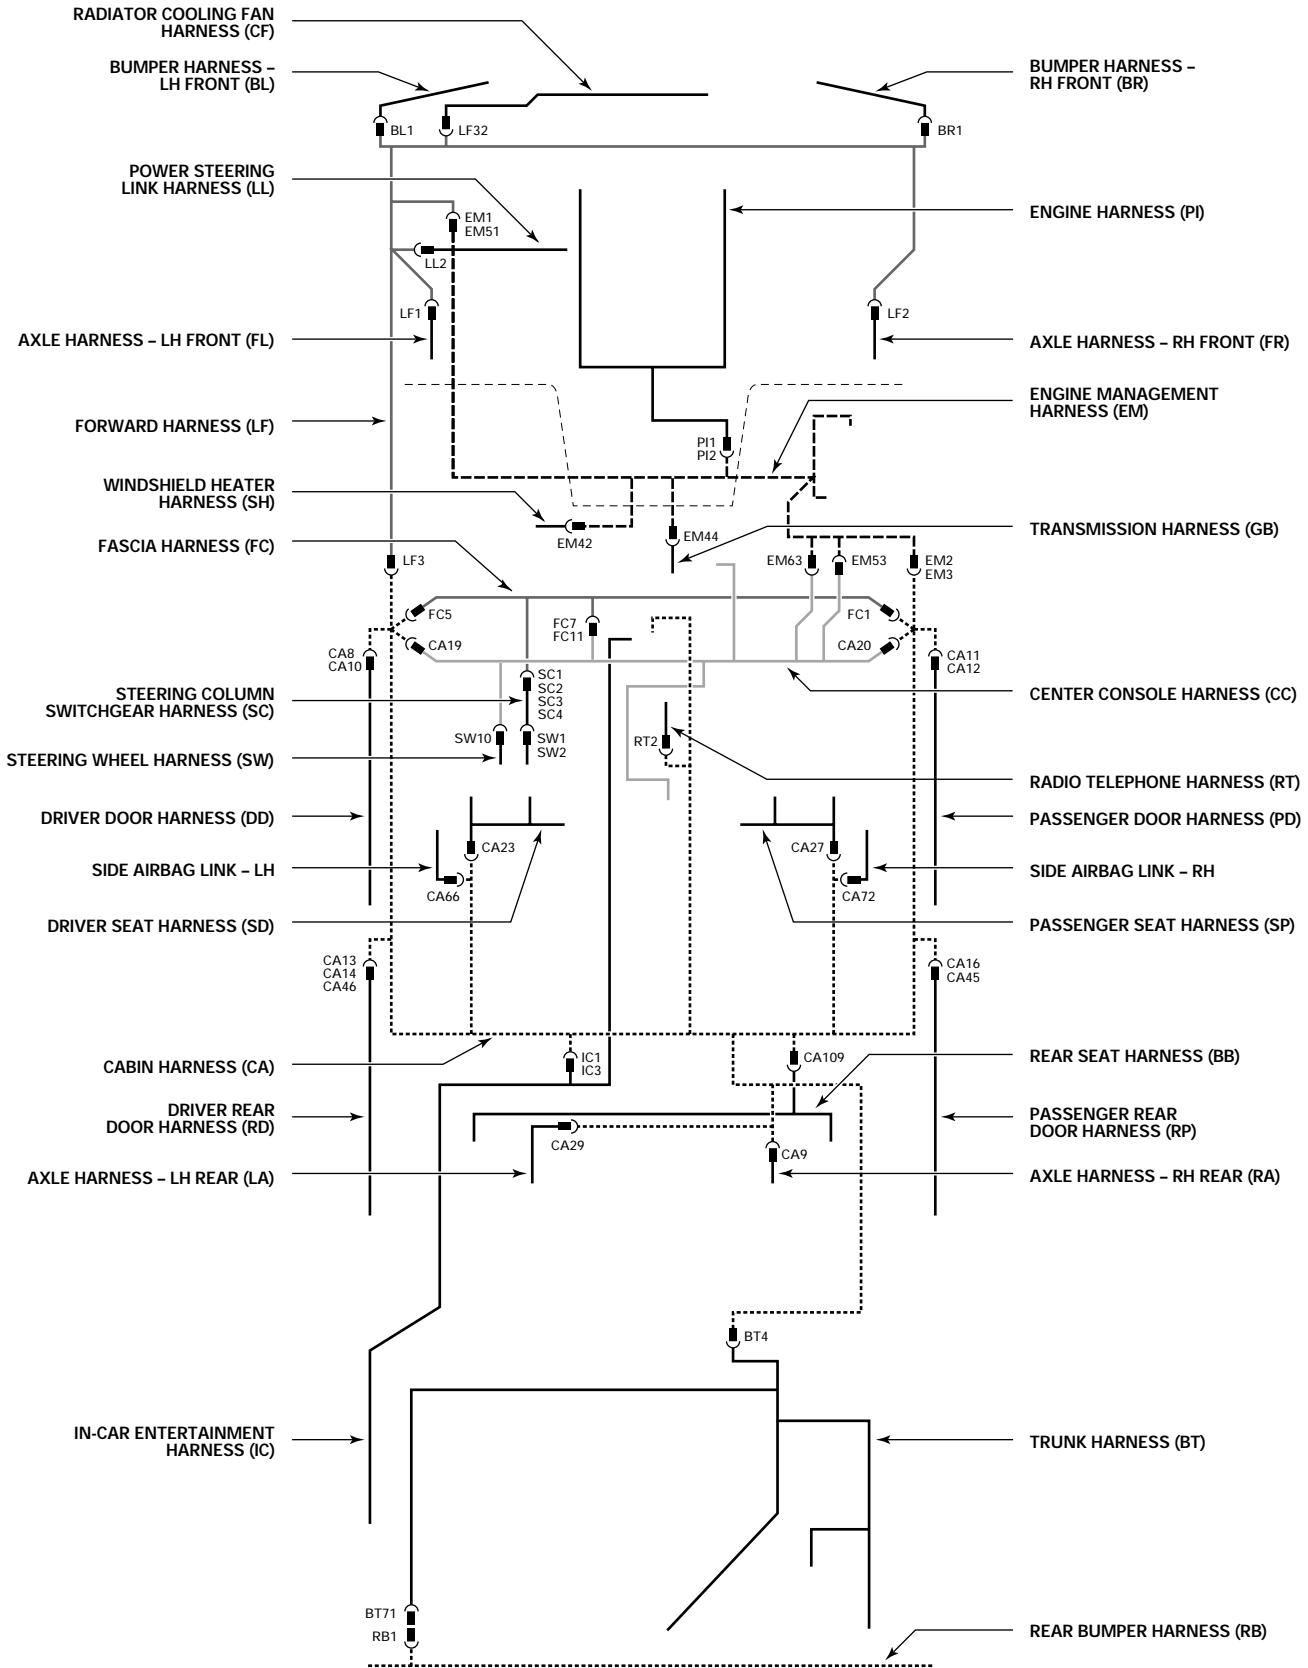 RADIATOR COOLING FAN
HARNESS (CF)
BUMPER HARNESS –
LH FRONT (BL)
BUMPER HARNESS –
RH FRONT (BR)
BL1
LF32
BR1
POWER STEERING
LINK HARNESS (LL)
EM1
EM51
ENGINE HARNESS (PI)
LL2
LF1
LF2
AXLE HARNESS – LH FRONT (FL)
AXLE HARNESS – RH FRONT (FR)
ENGINE MANAGEMENT
HARNESS (EM)
FORWARD HARNESS (LF)
PI1
PI2
WINDSHIELD HEATER
HARNESS (SH)
EM42
EM44
TRANSMISSION HARNESS (GB)
FASCIA HARNESS (FC)
LF3
EM63
EM53
EM2
EM3
FC5
FC7
FC11
FC1
CA19
CA20
CA8
CA10
CA11
CA12
SC1
SC2
SC3
SC4
STEERING COLUMN
SWITCHGEAR HARNESS (SC)
CENTER CONSOLE HARNESS (CC)
SW10
SW1
SW2
RT2
STEERING WHEEL HARNESS (SW)
RADIO TELEPHONE HARNESS (RT)
DRIVER DOOR HARNESS (DD)
PASSENGER DOOR HARNESS (PD)
CA23
CA27
SIDE AIRBAG LINK – LH
SIDE AIRBAG LINK – RH
CA66
CA72
DRIVER SEAT HARNESS (SD)
PASSENGER SEAT HARNESS (SP)
CA13
CA14
CA46
CA16
CA45
CABIN HARNESS (CA)
IC1
IC3
CA109
REAR SEAT HARNESS (BB)
DRIVER REAR
DOOR HARNESS (RD)
PASSENGER REAR
DOOR HARNESS (RP)
CA29
CA9
AXLE HARNESS – LH REAR (LA)
AXLE HARNESS – RH REAR (RA)
BT4
IN-CAR ENTERTAINMENT
HARNESS (IC)
TRUNK HARNESS (BT)
BT71
RB1
REAR BUMPER HARNESS (RB)